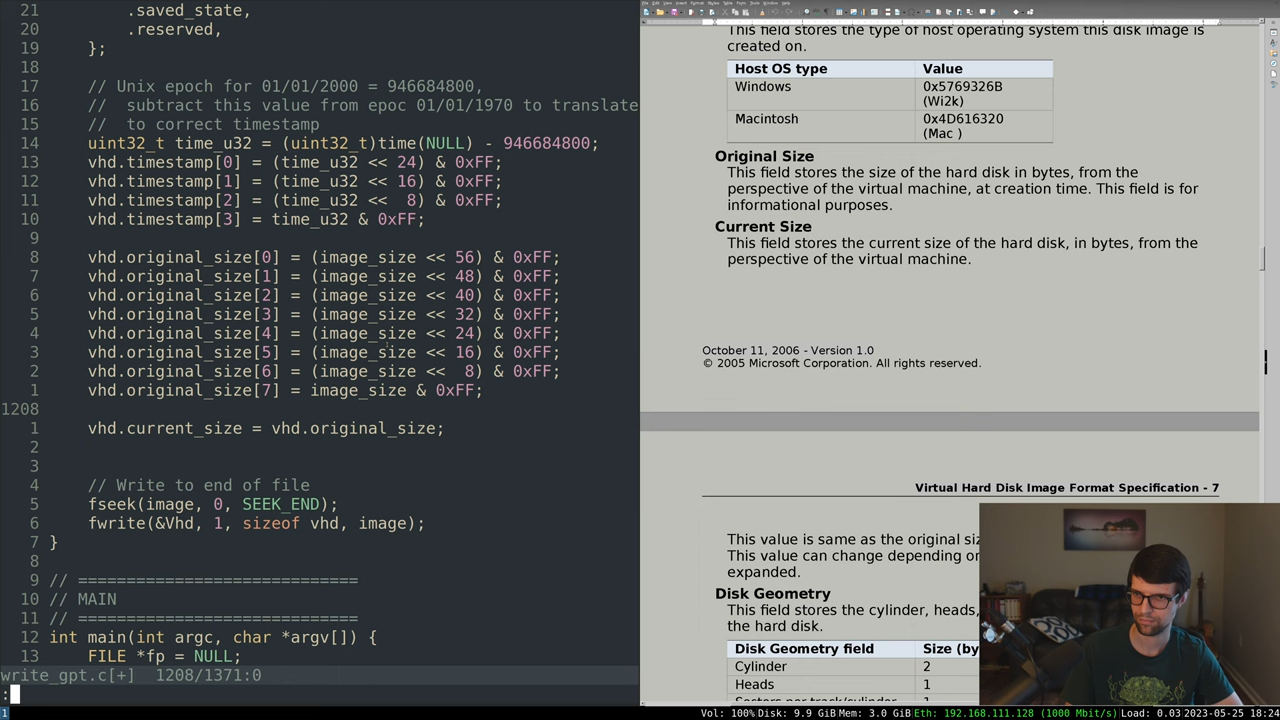 21          .saved_state,
20          .reserved,
19      };
18
17      // Unix epoch for 01/01/2000 = 946684800,
16      //  subtract this value from epoc 01/01/1970 to translate
15      //  to correct timestamp
14      uint32_t time_u32 = (uint32_t)time(NULL) - 946684800;
13      vhd.timestamp[0] = (time_u32 << 24) & 0xFF;
12      vhd.timestamp[1] = (time_u32 << 16) & 0xFF;
11      vhd.timestamp[2] = (time_u32 <<  8) & 0xFF;
10      vhd.timestamp[3] = time_u32 & 0xFF;
9
8      vhd.original_size[0] = (image_size << 56) & 0xFF;
7      vhd.original_size[1] = (image_size << 48) & 0xFF;
6      vhd.original_size[2] = (image_size << 40) & 0xFF;
5      vhd.original_size[3] = (image_size << 32) & 0xFF;
4      vhd.original_size[4] = (image_size << 24) & 0xFF;
3      vhd.original_size[5] = (image_size << 16) & 0xFF;
2      vhd.original_size[6] = (image_size <<  8) & 0xFF;
1      vhd.original_size[7] = image_size & 0xFF;
1208
1      vhd.current_size = vhd.original_size;
2
3
4      // Write to end of file
5      fseek(image, 0, SEEK_END);
6      fwrite(&Vhd, 1, sizeof vhd, image);
7  }
8
9  // =============================
10  // MAIN
11  // =============================
12  int main(int argc, char *argv[]) {
13      FILE *fp = NULL;
write_gpt.c[+]  1208/1371:0
:
This field stores the type of host operating system this disk image is
created on.
Host OS type Value
Windows 0x5769326B
(Wi2k)
Macintosh 0x4D616320
(Mac )
Original Size
This field stores the size of the hard disk in bytes, from the
perspective of the virtual machine, at creation time. This field is for
informational purposes.
Current Size
This field stores the current size of the hard disk, in bytes, from the
perspective of the virtual machine.
October 11, 2006 - Version 1.0
© 2005 Microsoft Corporation. All rights reserved.
Virtual Hard Disk Image Format Specification - 7
This value is same as the original siz
This value can change depending on
expanded.
Disk Geometry
This field stores the cylinder, heads,
the hard disk.
Disk Geometry field Size (by
Cylinder 2
Heads 1
Sectors per track/cylinder 1
1 Vol: 100% Disk: 9.9 GiB Mem: 3.0 GiB Eth: 192.168.111.128 (1000 Mbit/s) Load: 0.03 2023-05-25 18:24